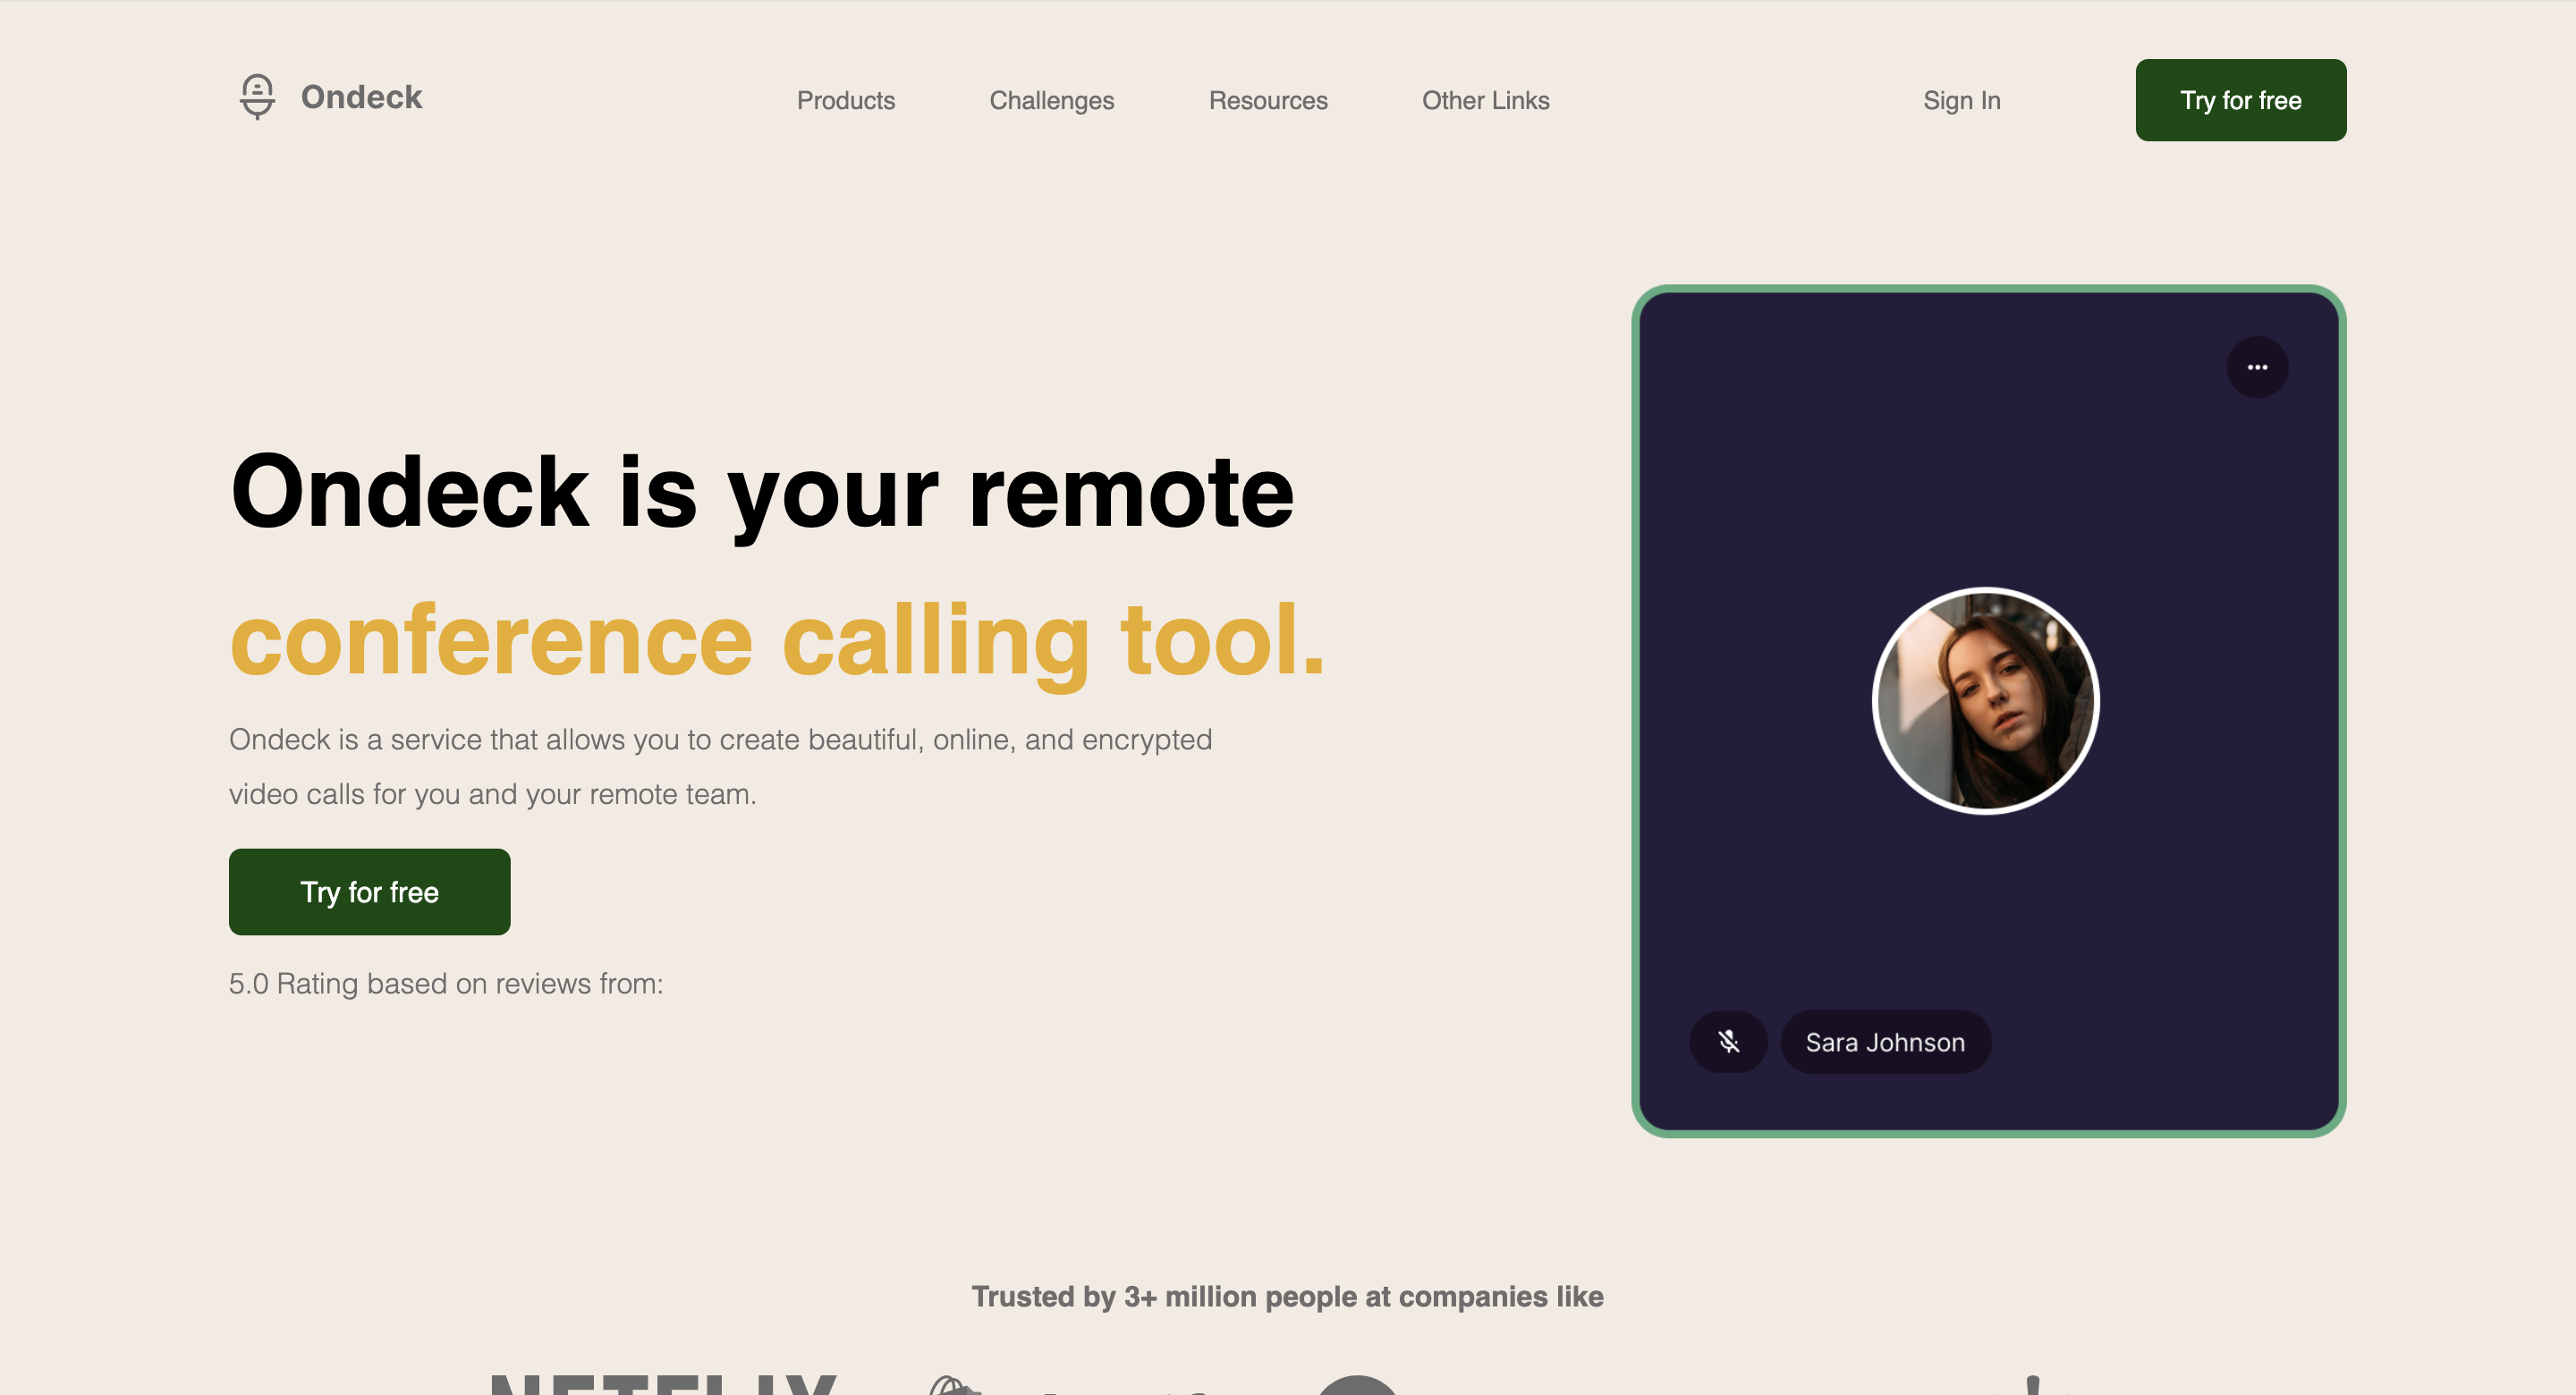 Ondeck
Products
Challenges
Resources
Other Links
Sign In
Try for free
Ondeck is your remote
conference calling tool.
Ondeck is a service that allows you to create beautiful, online, and encrypted
video calls for you and your remote team.
Try for free
5.0 Rating based on reviews from:
Sara Johnson
Trusted by 3+ million people at companies like
NETFLIX